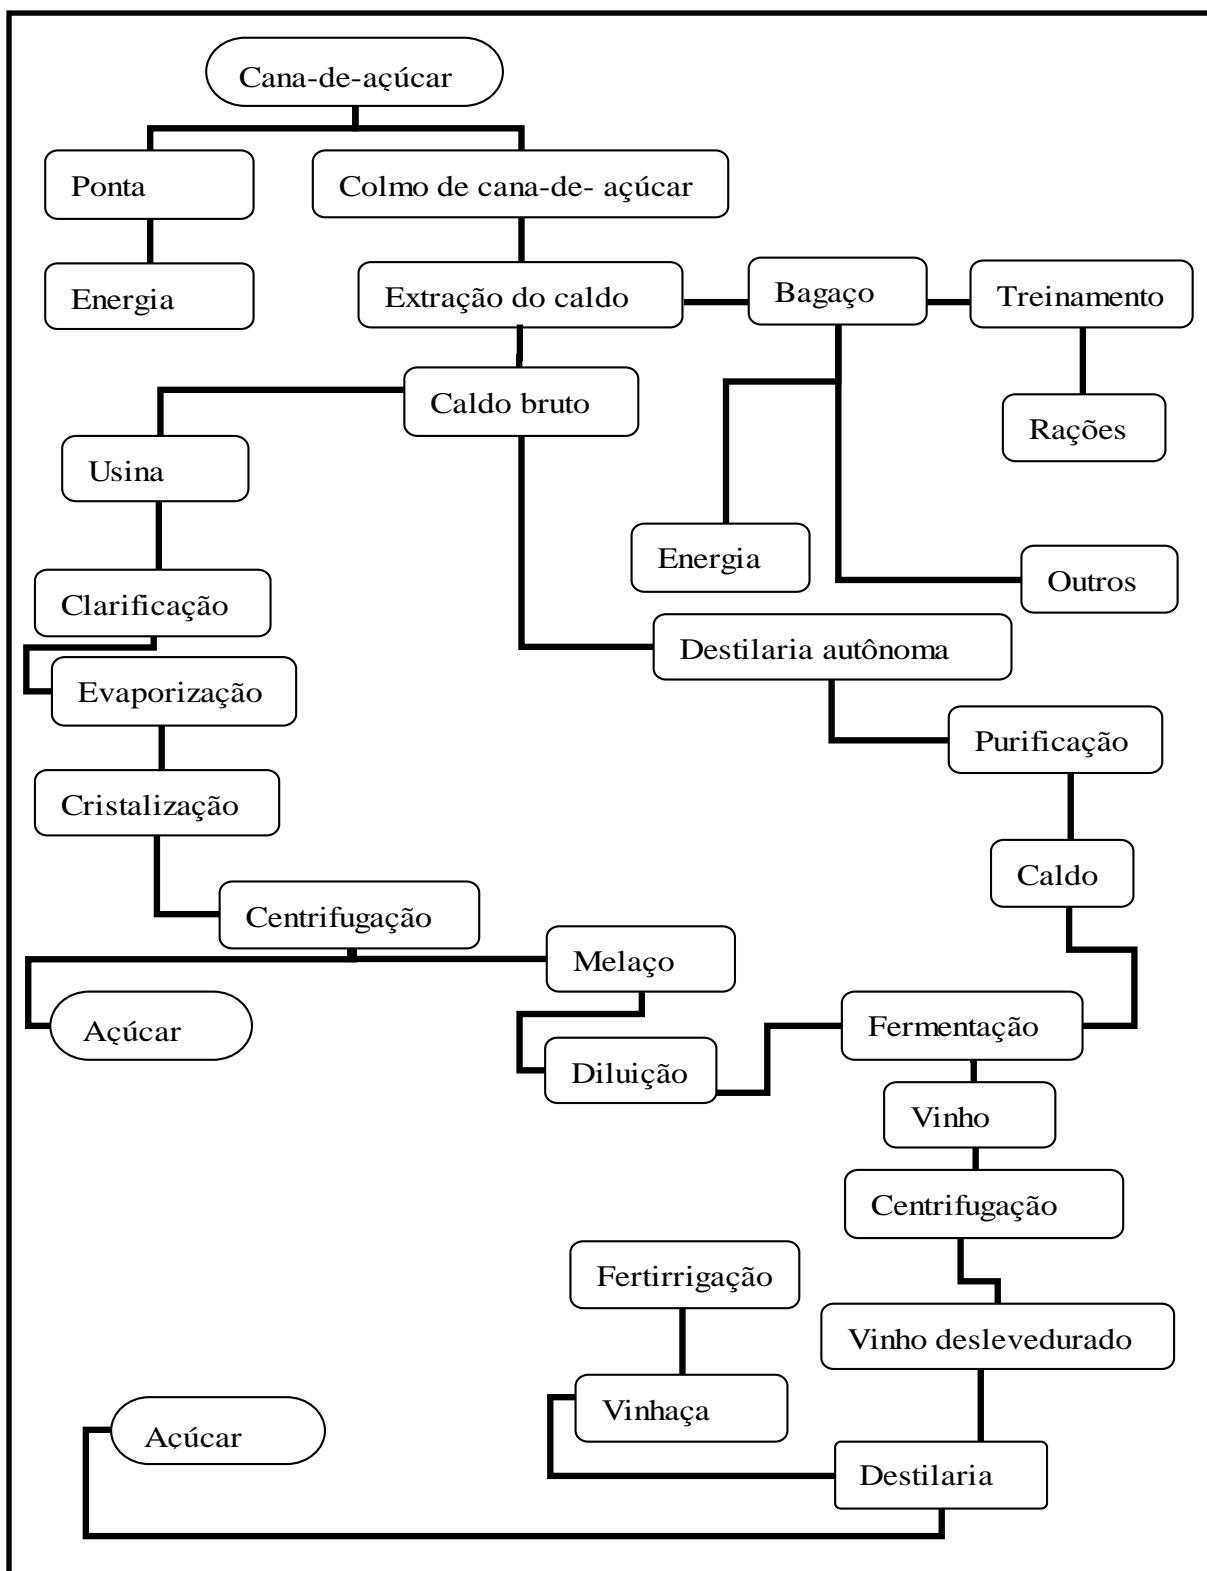 Cana-de-açúcar
Ponta
Colmo de cana-de- açúcar
Energia
Extração do caldo
Bagaço
Treinamento
Caldo bruto
Rações
Usina
Energia
Outros
Clarificação
Destilaria autônoma
Evaporização
Purificação
Cristalização
Caldo
Centrifugação
Melaço
Açúcar
Fermentação
Diluição
Vinho
Centrifugação
Fertirrigação
Vinho deslevedurado
Vinhaça
Açúcar
Destilaria